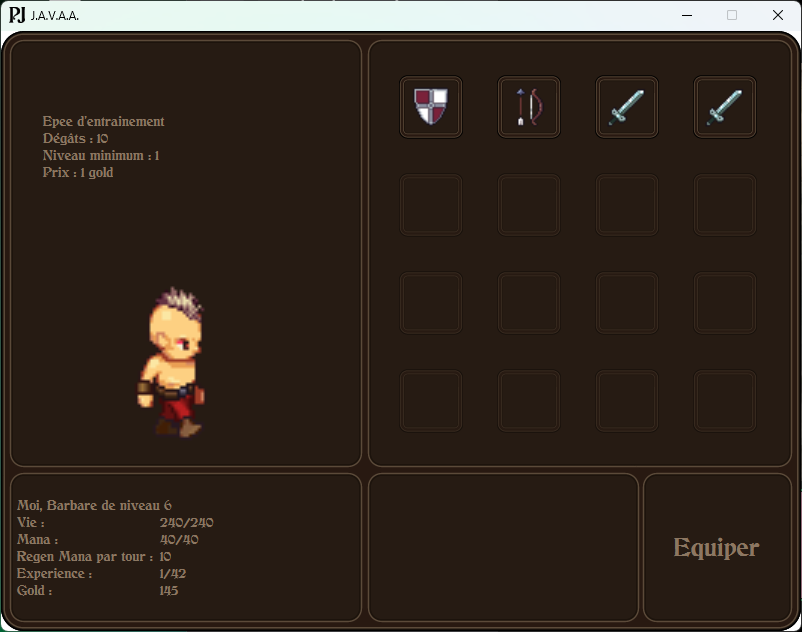 J.A.V.A.A.
Epee d'entrainement
Dégâts : 10
Niveau minimum : 1
Prix : 1 gold
Moi, Barbare de niveau 6
Vie : 240/240
Mana : 40/40
Regen Mana par tour : 10
Experience : 1/42
Gold : 145
Equiper